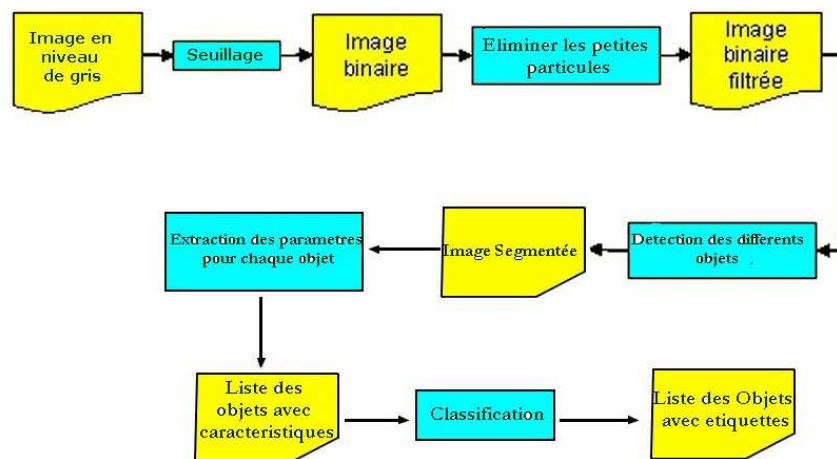 Image en
niveau
de gris
Seuillage
Image
binaire
Eliminer les petites
particules
Image
binaire
filtrée
Extraction des parametres
pour chaque objet
Image Segmentée
Detection des differents
objets
Liste des
objets avec
caracteristiques
Classification
Liste des Objets
avec etiquettes